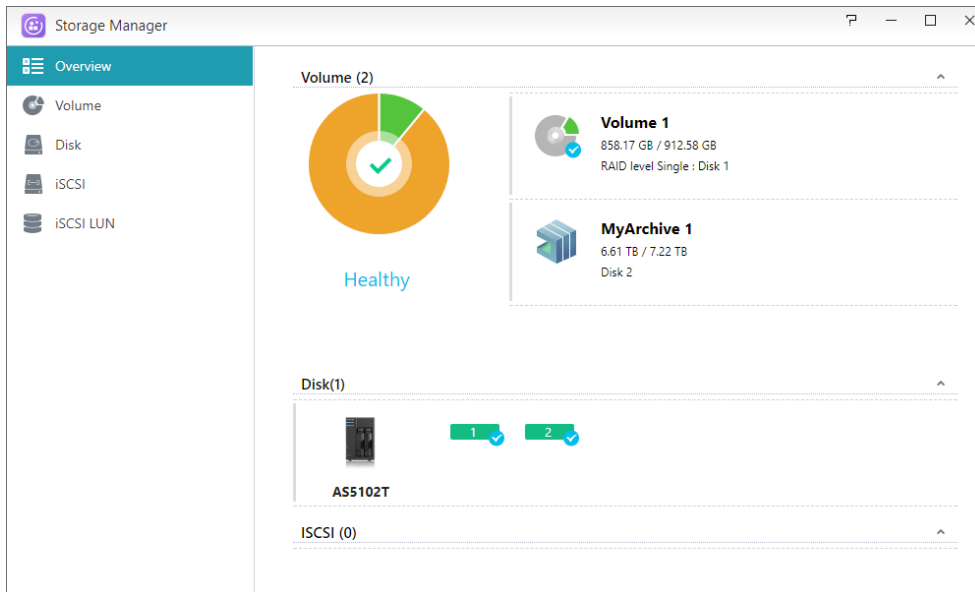 Storage Manager
Overview
Volume
Disk
iSCSI
iSCSI LUN
Volume (2)
Healthy
Volume 1
858.17 GB / 912.58 GB
RAID level Single : Disk 1
MyArchive 1
6.61 TB / 7.22 TB
Disk 2
Disk(1)
1 2
AS5102T
ISCSI (0)